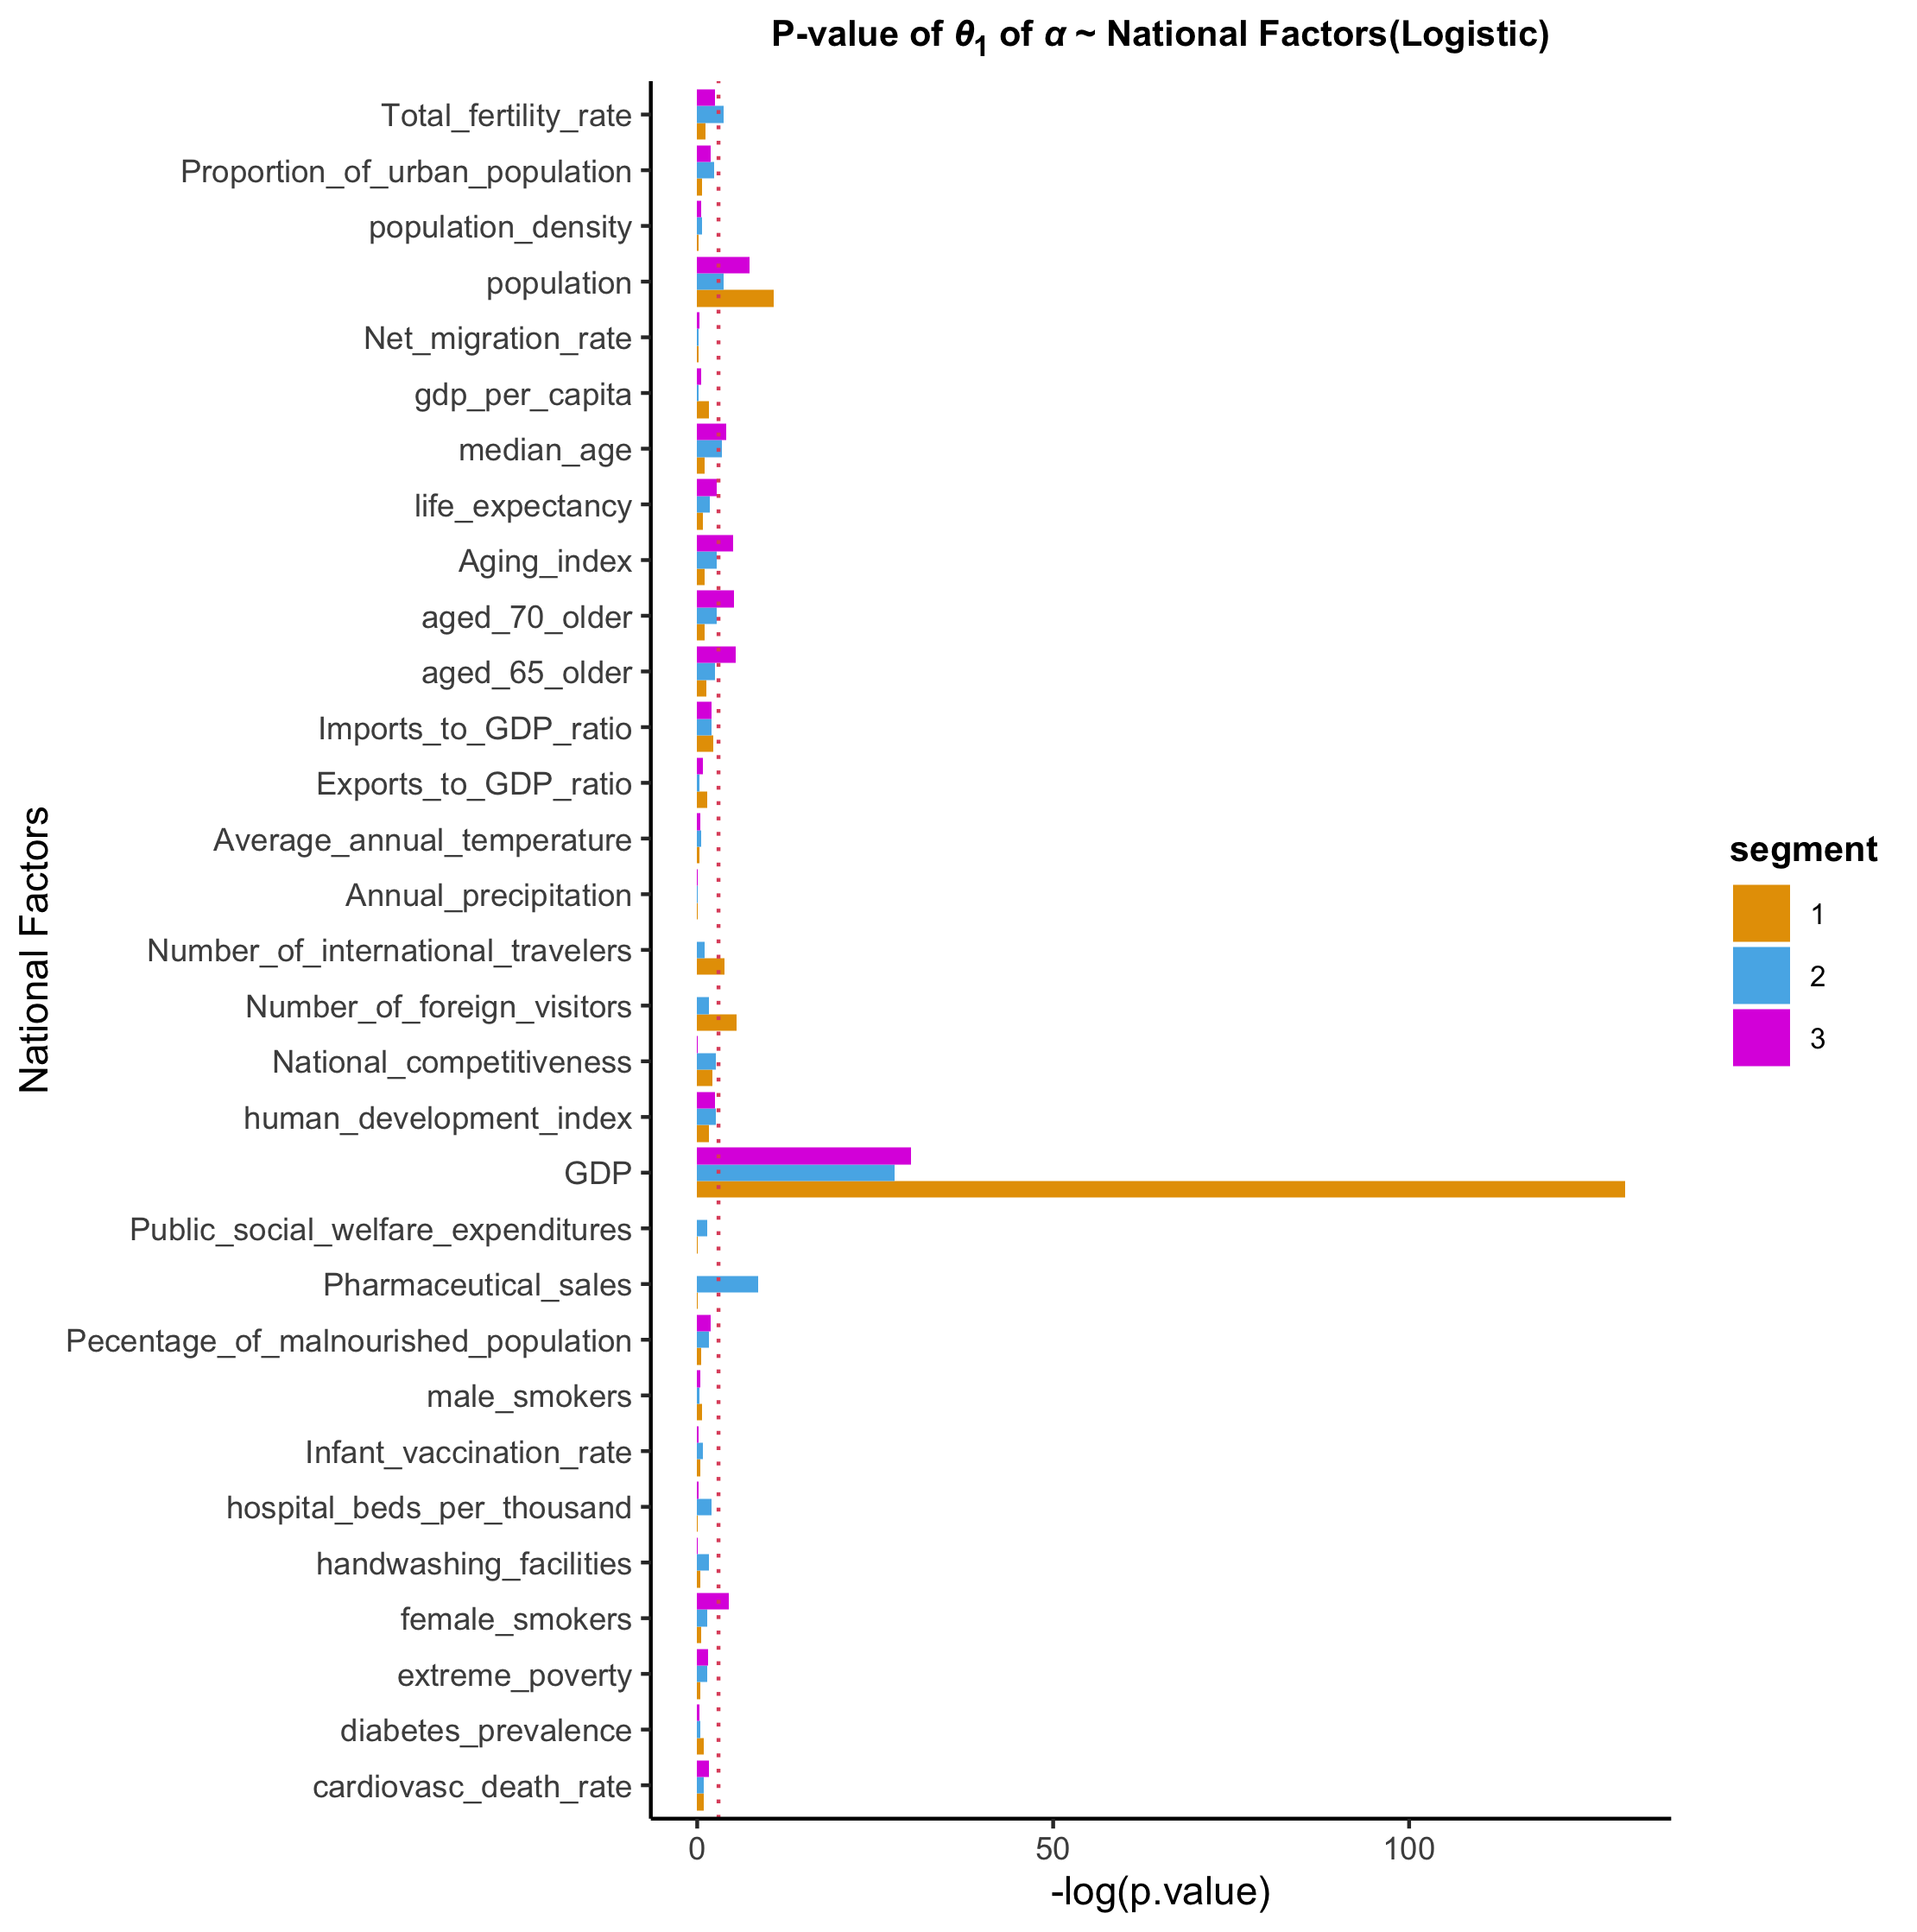 P-value of θ1 of α ~ National Factors(Logistic)
Total_fertility_rate
Proportion_of_urban_population
population_density
population
Net_migration_rate
gdp_per_capita
median_age
life_expectancy
Aging_index
aged_70_older
aged_65_older
Imports_to_GDP_ratio
Exports_to_GDP_ratio
Average_annual_temperature
Annual_precipitation
Number_of_international_travelers
Number_of_foreign_visitors
National_competitiveness
human_development_index
GDP
Public_social_welfare_expenditures
Pharmaceutical_sales
Pecentage_of_malnourished_population
male_smokers
Infant_vaccination_rate
hospital_beds_per_thousand
handwashing_facilities
female_smokers
extreme_poverty
diabetes_prevalence
cardiovasc_death_rate
National Factors
0 50 100
-log(p.value)
segment
1
2
3